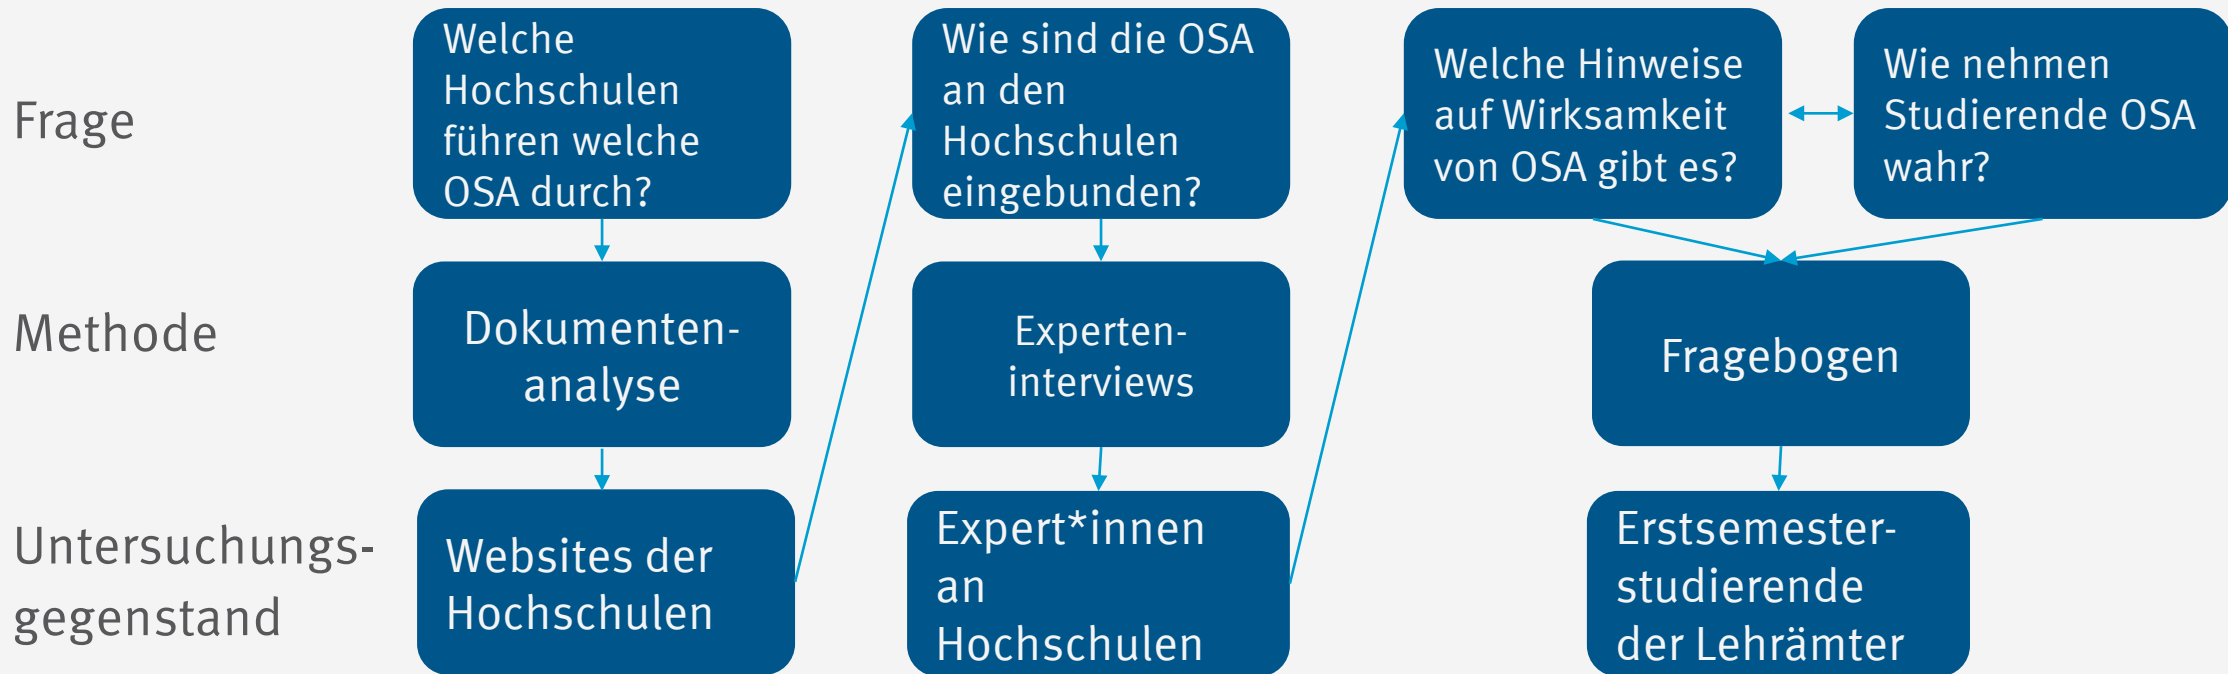 Frage
Welche
Hochschulen
führen welche
OSA durch?
Wie sind die OSA
an den
Hochschulen
eingebunden?
Welche Hinweise
auf Wirksamkeit
von OSA gibt es?
Wie nehmen
Studierende OSA
wahr?
Methode
Dokumenten-
analyse
Experten-
interviews
Fragebogen
Untersuchungs-
gegenstand
Websites der
Hochschulen
Expert*innen
an
Hochschulen
Erstsemester-
studierende
der Lehrämter